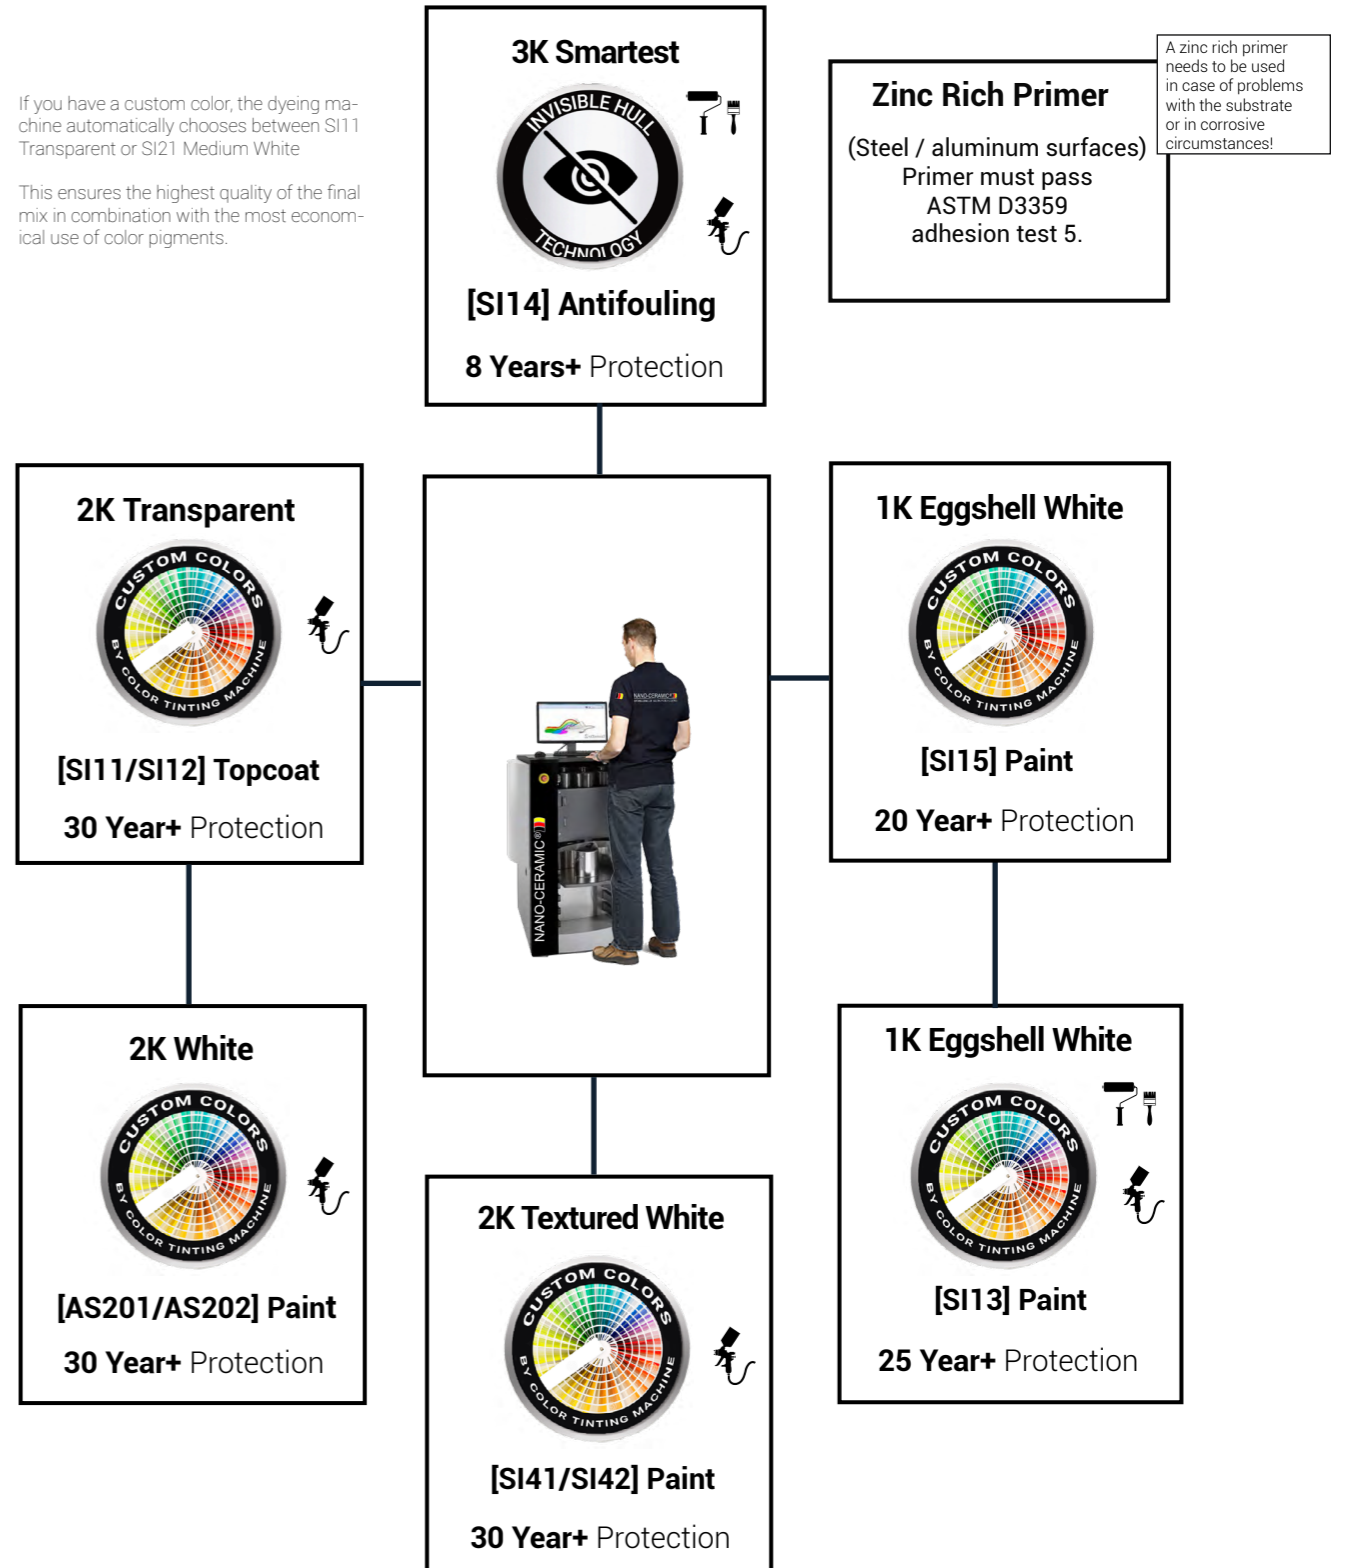 If you have a custom color, the dyeing ma-
chine automatically chooses between SI11
Transparent or SI21 Medium White
This ensures the highest quality of the final
mix in combination with the most econom-
ical use of color pigments.
3K Smartest
INVISIBLE HULL
TECHNOLOGY
[SI14] Antifouling
8 Years+ Protection
Zinc Rich Primer
(Steel / aluminum surfaces)
Primer must pass
ASTM D3359
adhesion test 5.
A zinc rich primer
needs to be used
in case of problems
with the substrate
or in corrosive
circumstances!
2K Transparent
CUSTOM COLORS
BY COLOR TINTING MACHINE
[SI11/SI12] Topcoat
30 Year+ Protection
NANO-CERAMIC®
NANO-CERAMIC®
1K Eggshell White
CUSTOM COLORS
BY COLOR TINTING MACHINE
[SI15] Paint
20 Year+ Protection
2K White
CUSTOM COLORS
BY COLOR TINTING MACHINE
[AS201/AS202] Paint
30 Year+ Protection
2K Textured White
CUSTOM COLORS
BY COLOR TINTING MACHINE
[SI41/SI42] Paint
30 Year+ Protection
1K Eggshell White
CUSTOM COLORS
BY COLOR TINTING MACHINE
[SI13] Paint
25 Year+ Protection